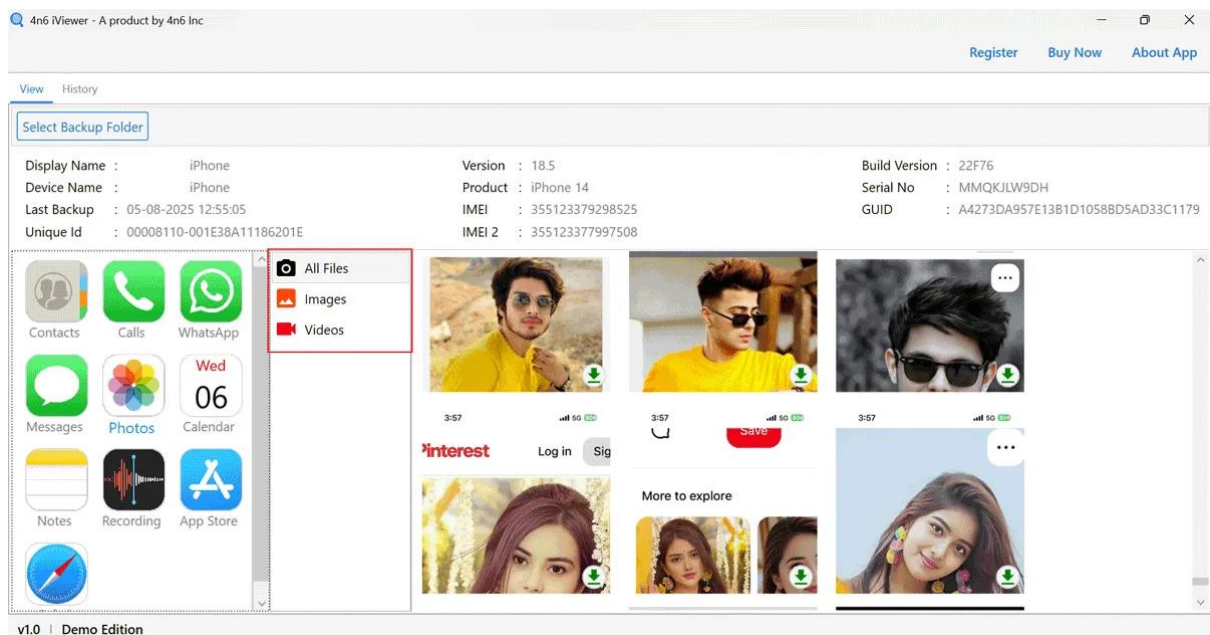 4n6 iViewer - A product by 4n6 Inc
Register Buy Now About App
View History
Select Backup Folder
Display Name : iPhone Version : 18.5 Build Version : 22F76
Device Name : iPhone Product : iPhone 14 Serial No : MMQKJLW9DH
Last Backup : 05-08-2025 12:55:05 IMEI : 355123379298525 GUID : A4273DA957E13B1D1058BD5AD33C1179
Unique Id : 00008110-001E38A11186201E IMEI 2 : 355123377997508
All Files
Images
Videos
Contacts Calls WhatsApp
Wed
06
Messages Photos Calendar
Notes Recording App Store
3:57 5G 3:57 5G 3:57 5G
Pinterest Log in Sig
Save
More to explore
v1.0 | Demo Edition